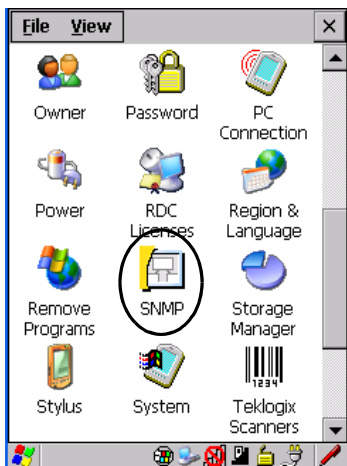 File View
Owner Password PC Connection
Power RDC Licenses Region & Language
Remove Programs SNMP Storage Manager
1234
Stylus System Teklogix Scanners